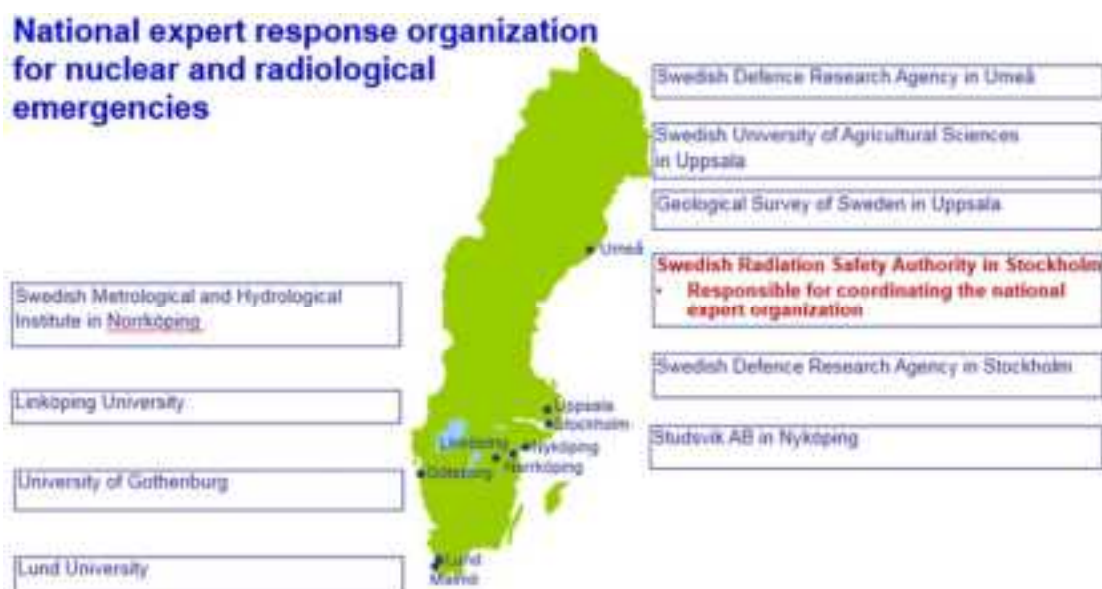 National expert response organization
for nuclear and radiological
emergencies
Swedish Defence Research Agency in Umeå
Swedish University of Agricultural Sciences
in Uppsala
Geological Survey of Sweden in Uppsala
Swedish Radiation Safety Authority in Stockholm
• Responsible for coordinating the national
expert organization
Swedish Defence Research Agency in Stockholm
Studsvik AB in Nyköping
Swedish Metrological and Hydrological
Institute in Norrköping
Linköping University
University of Gothenburg
Lund University
Umeå
Uppsala
Stockholm
Linköping
Nyköping
Norrköping
Göteborg
Lund
Malmö